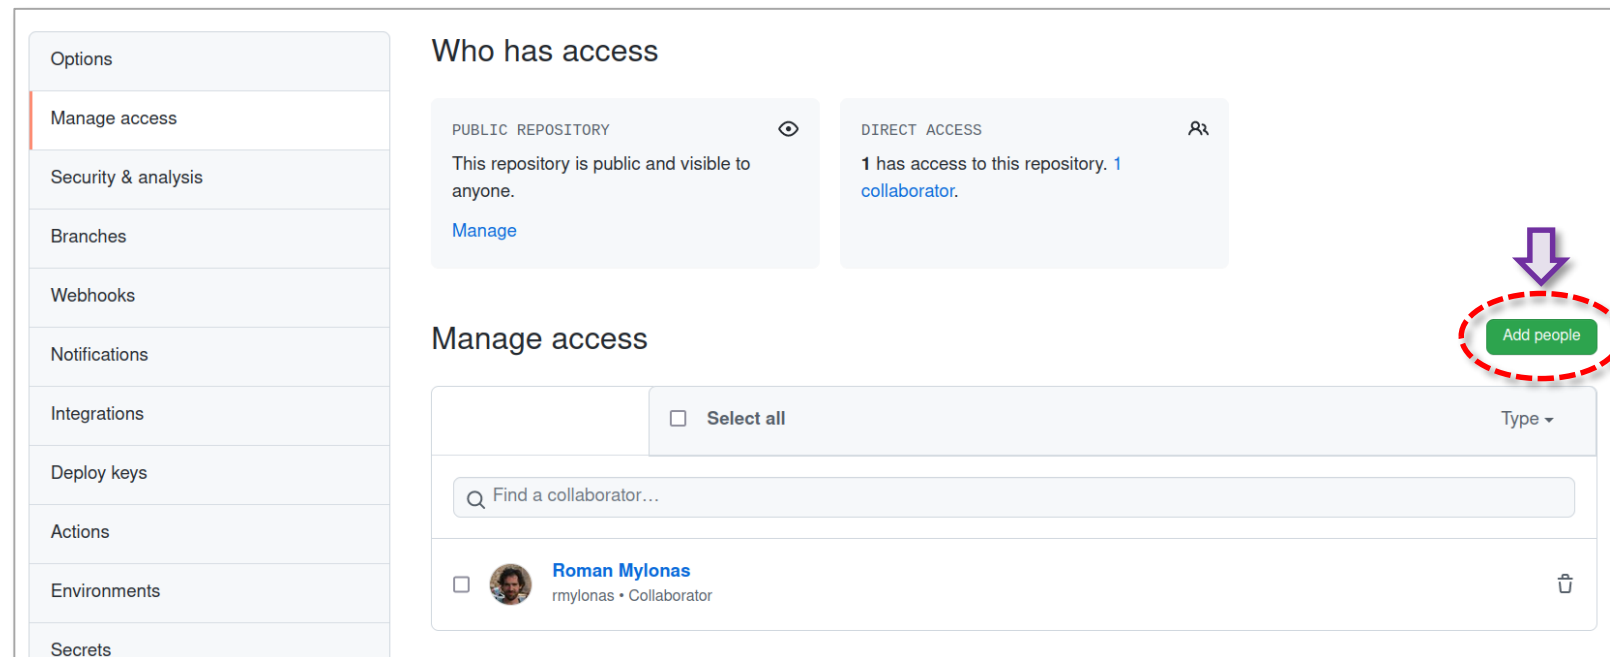 Options
Manage access
Security & analysis
Branches
Webhooks
Notifications
Integrations
Deploy keys
Actions
Environments
Secrets
Who has access
PUBLIC REPOSITORY
This repository is public and visible to
anyone.
Manage
DIRECT ACCESS
1 has access to this repository. 1
collaborator.
Manage access
Add people
Select all
Type
Find a collaborator…
Roman Mylonas
rmylonas • Collaborator